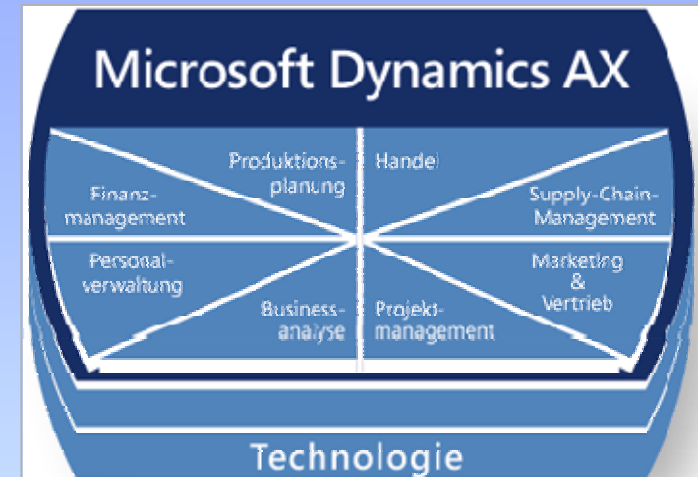 Microsoft Dynamics AX
Produktions-
planung
Handel
Finanz-
management
Supply-Chain-
Management
Personal-
verwaltung
Marketing
&
Vertrieb
Business-
analyse
Projekt-
management
Technologie